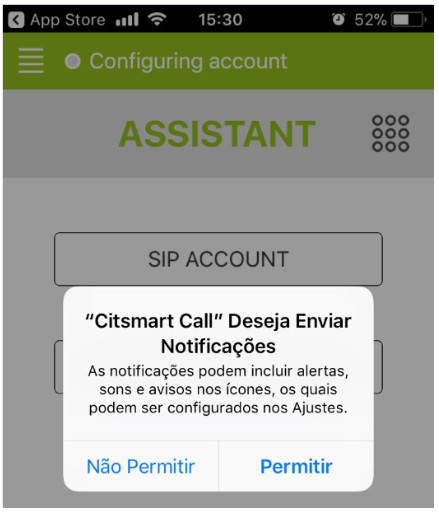 App Store 15:30 52%
Configuring account
ASSISTANT
SIP ACCOUNT
“Citsmart Call” Deseja Enviar
Notificações
As notificações podem incluir alertas,
sons e avisos nos ícones, os quais
podem ser configurados nos Ajustes.
Não Permitir Permitir